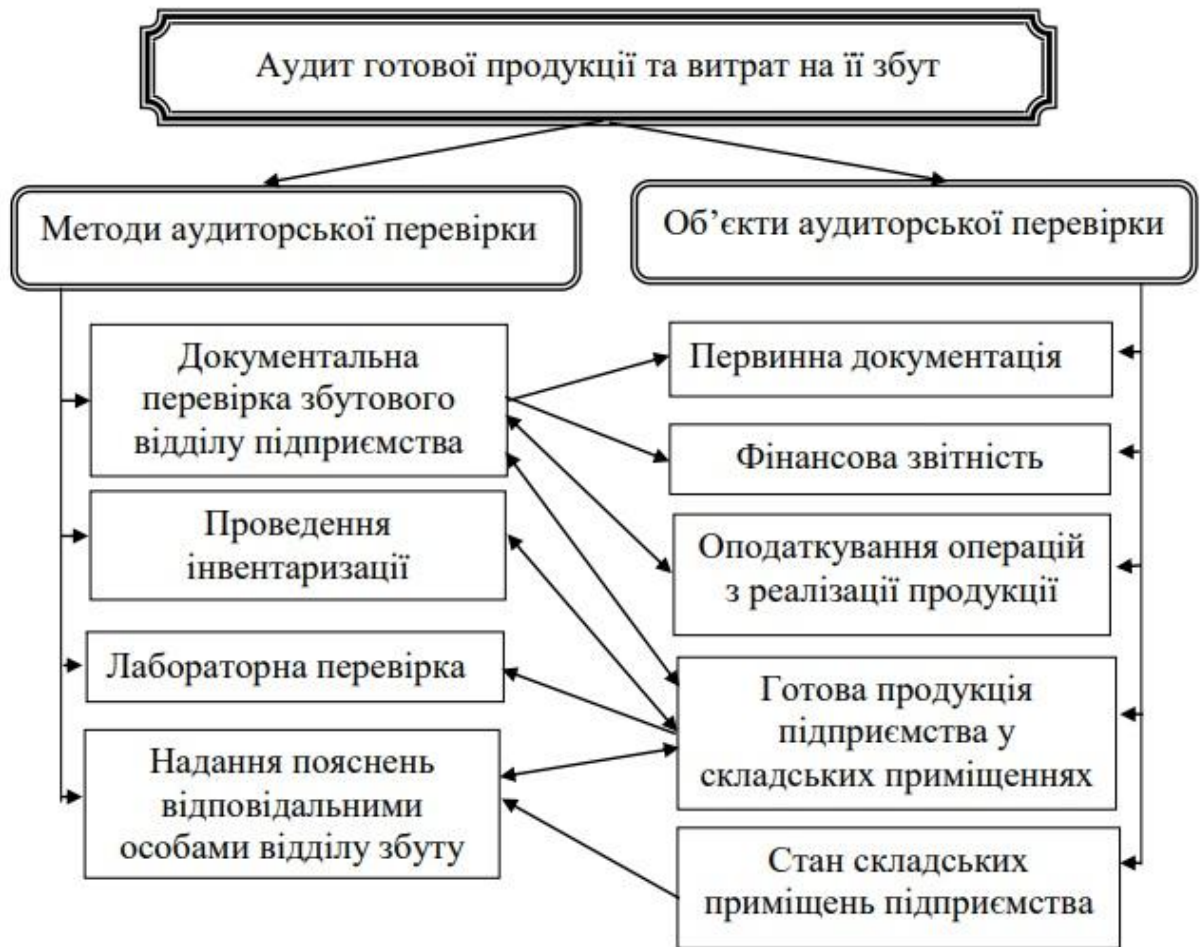 Аудит готової продукції та витрат на її збут
Методи аудиторської перевірки
Об’єкти аудиторської перевірки
Документальна
перевірка збутового
відділу підприємства
Проведення
інвентаризації
Лабораторна перевірка
Надання пояснень
відповідальними
особами відділу збуту
Первинна документація
Фінансова звітність
Оподаткування операцій
з реалізації продукції
Готова продукція
підприємства у
складських приміщеннях
Стан складських
приміщень підприємства